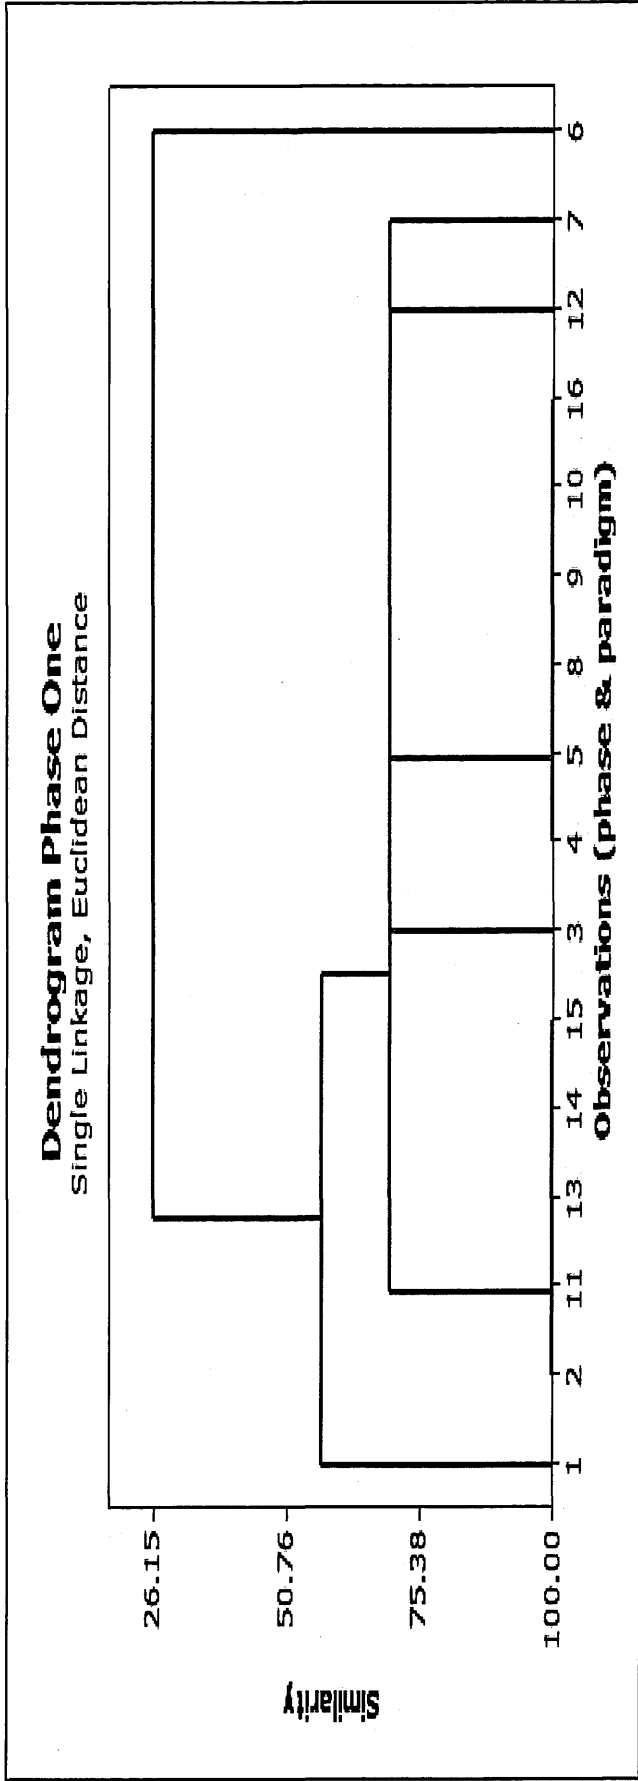 Dendrogram Phase One
Single Linkage, Euclidean Distance
Similarity
26.15
50.76
75.38
100.00
1 2 11 13 14 15 3 4 5 8 9 10 16 12 7 6
Observations (phase & paradigm)